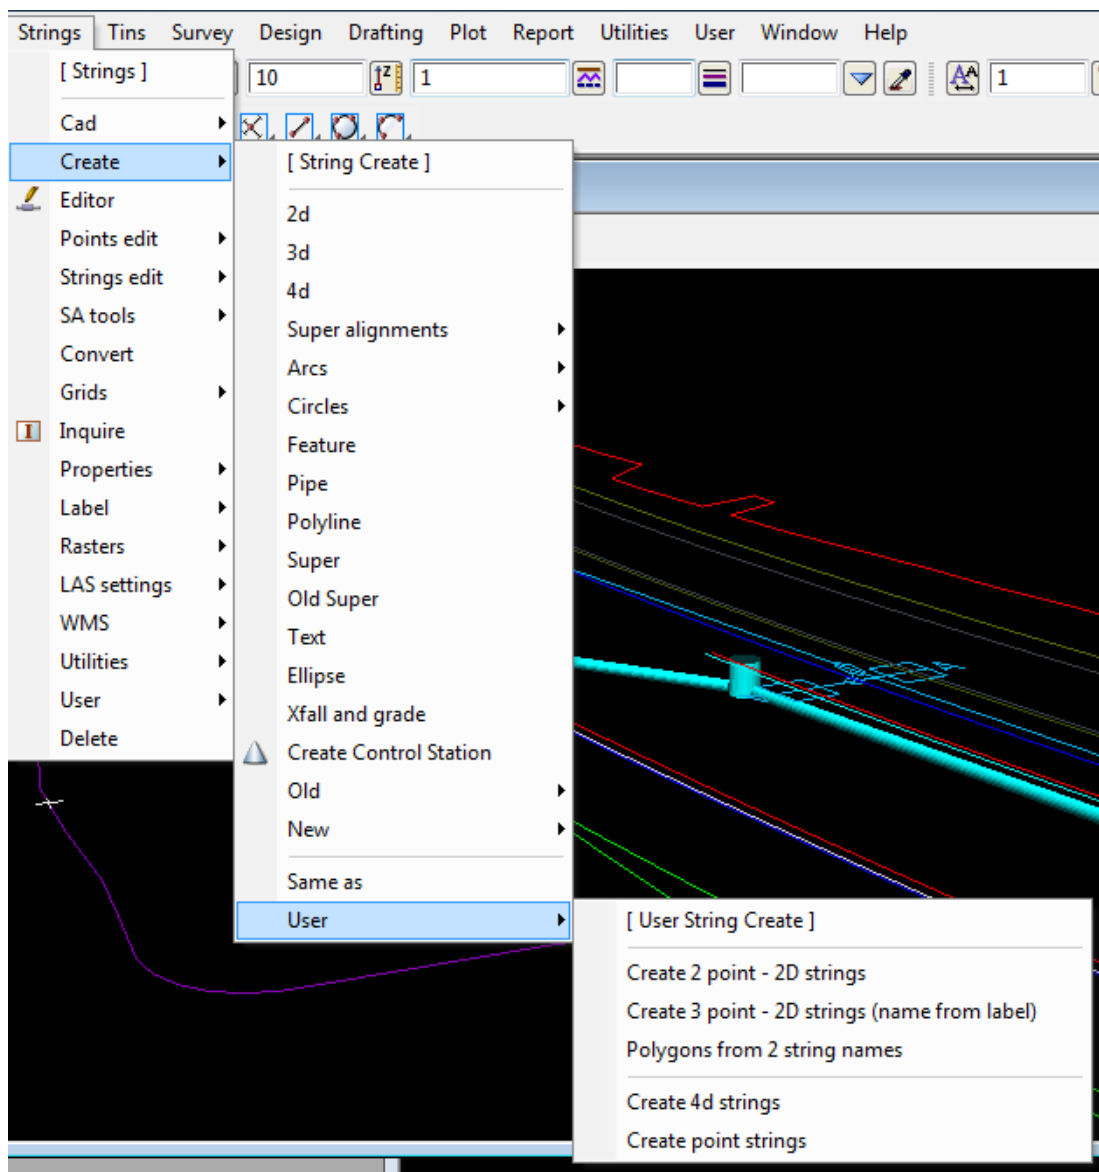 Strings Tins Survey Design Drafting Plot Report Utilities User Window Help
10 1 1
[ Strings ]
Cad
Create
Editor
Points edit
Strings edit
SA tools
Convert
Grids
Inquire
Properties
Label
Rasters
LAS settings
WMS
Utilities
User
Delete
[ String Create ]
2d
3d
4d
Super alignments
Arcs
Circles
Feature
Pipe
Polyline
Super
Old Super
Text
Ellipse
Xfall and grade
Create Control Station
Old
New
Same as
User
[ User String Create ]
Create 2 point - 2D strings
Create 3 point - 2D strings (name from label)
Polygons from 2 string names
Create 4d strings
Create point strings